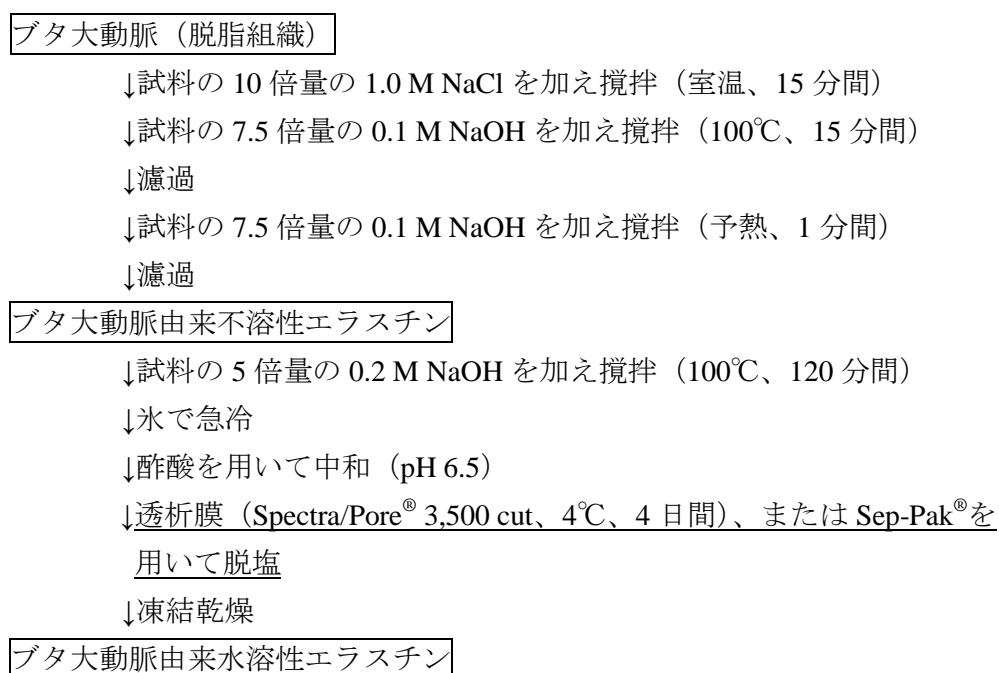 ブタ大動脈（脱脂組織）
↓試料の 10 倍量の 1.0 M NaCl を加え撹拌（室温、15 分間）
↓試料の 7.5 倍量の 0.1 M NaOH を加え撹拌（100℃、15 分間）
↓濾過
↓試料の 7.5 倍量の 0.1 M NaOH を加え撹拌（予熱、1 分間）
↓濾過
ブタ大動脈由来不溶性エラスチン
↓試料の 5 倍量の 0.2 M NaOH を加え撹拌（100℃、120 分間）
↓氷で急冷
↓酢酸を用いて中和（pH 6.5）
↓透析膜（Spectra/Pore® 3,500 cut、4℃、4 日間）、または Sep-Pak®を
用いて脱塩
↓凍結乾燥
ブタ大動脈由来水溶性エラスチン